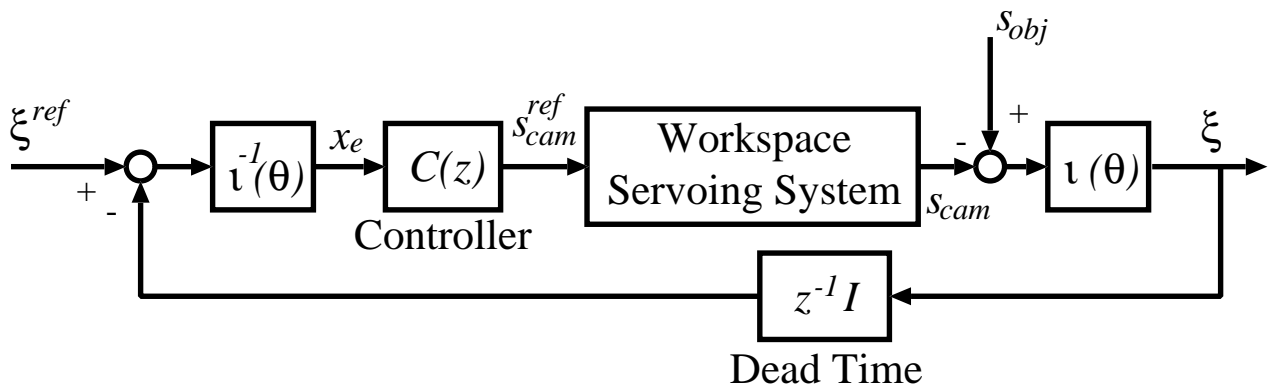 s_obj
ξ^ref
+
-
ι^-1(θ)
x_e
C(z)
Controller
s_cam^ref
Workspace
Servoing System
-
s_cam
+
ι (θ)
ξ
z^-1 I
Dead Time